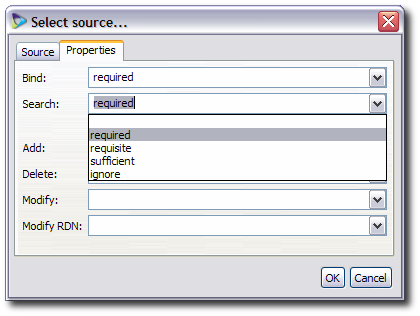 Select source...
Source Properties
Bind: required
Search: required
required
Add: requisite
sufficient
Delete: ignore
Modify:
Modify RDN:
OK Cancel